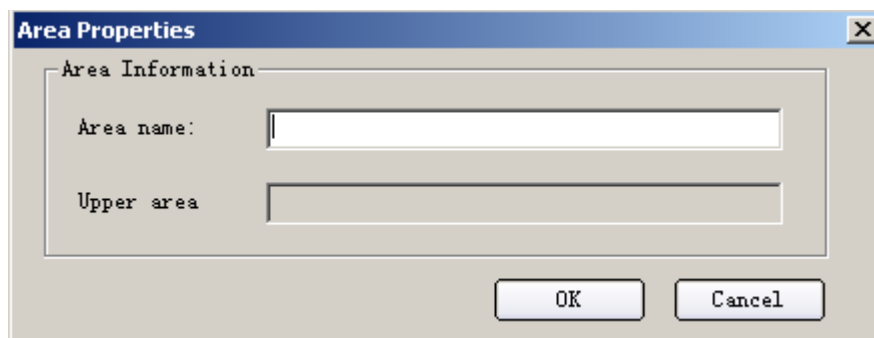 Area Properties
Area Information
Area name:
Upper area
OK
Cancel